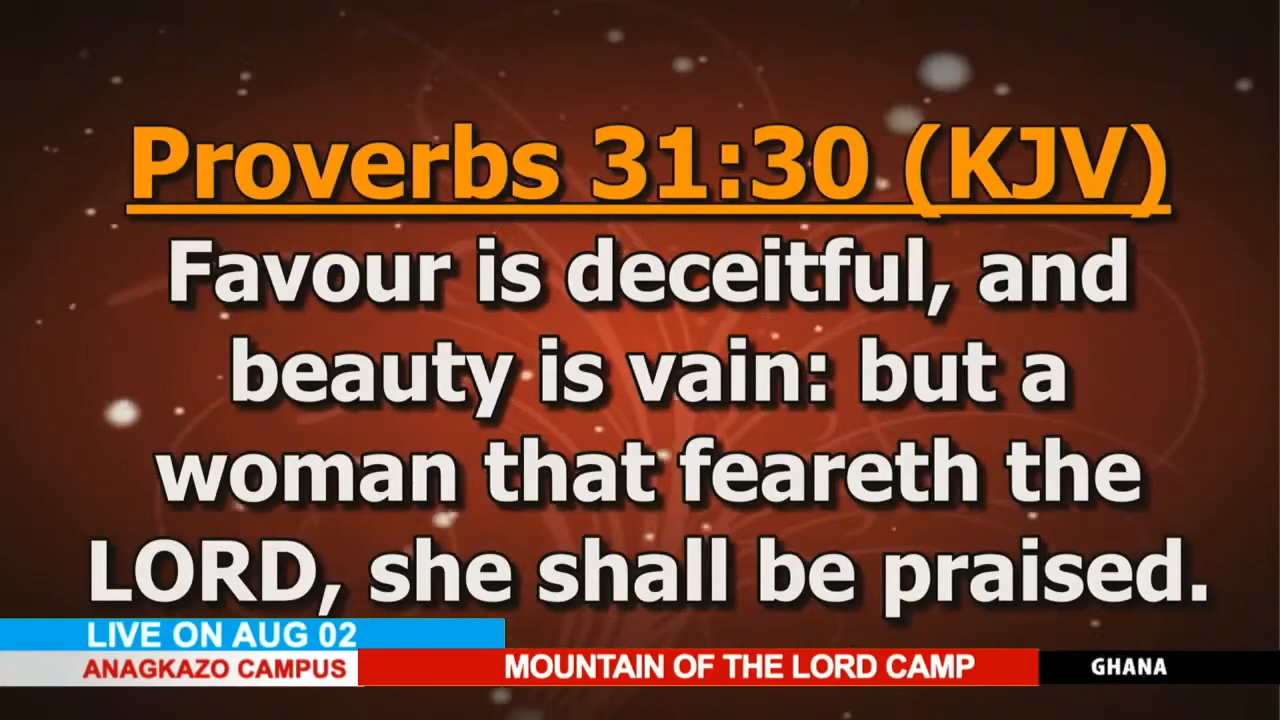 Proverbs 31:30 (KJV)
Favour is deceitful, and
beauty is vain: but a
woman that feareth the
LORD, she shall be praised.
LIVE ON AUG 02
ANAGKAZO CAMPUS
MOUNTAIN OF THE LORD CAMP
GHANA